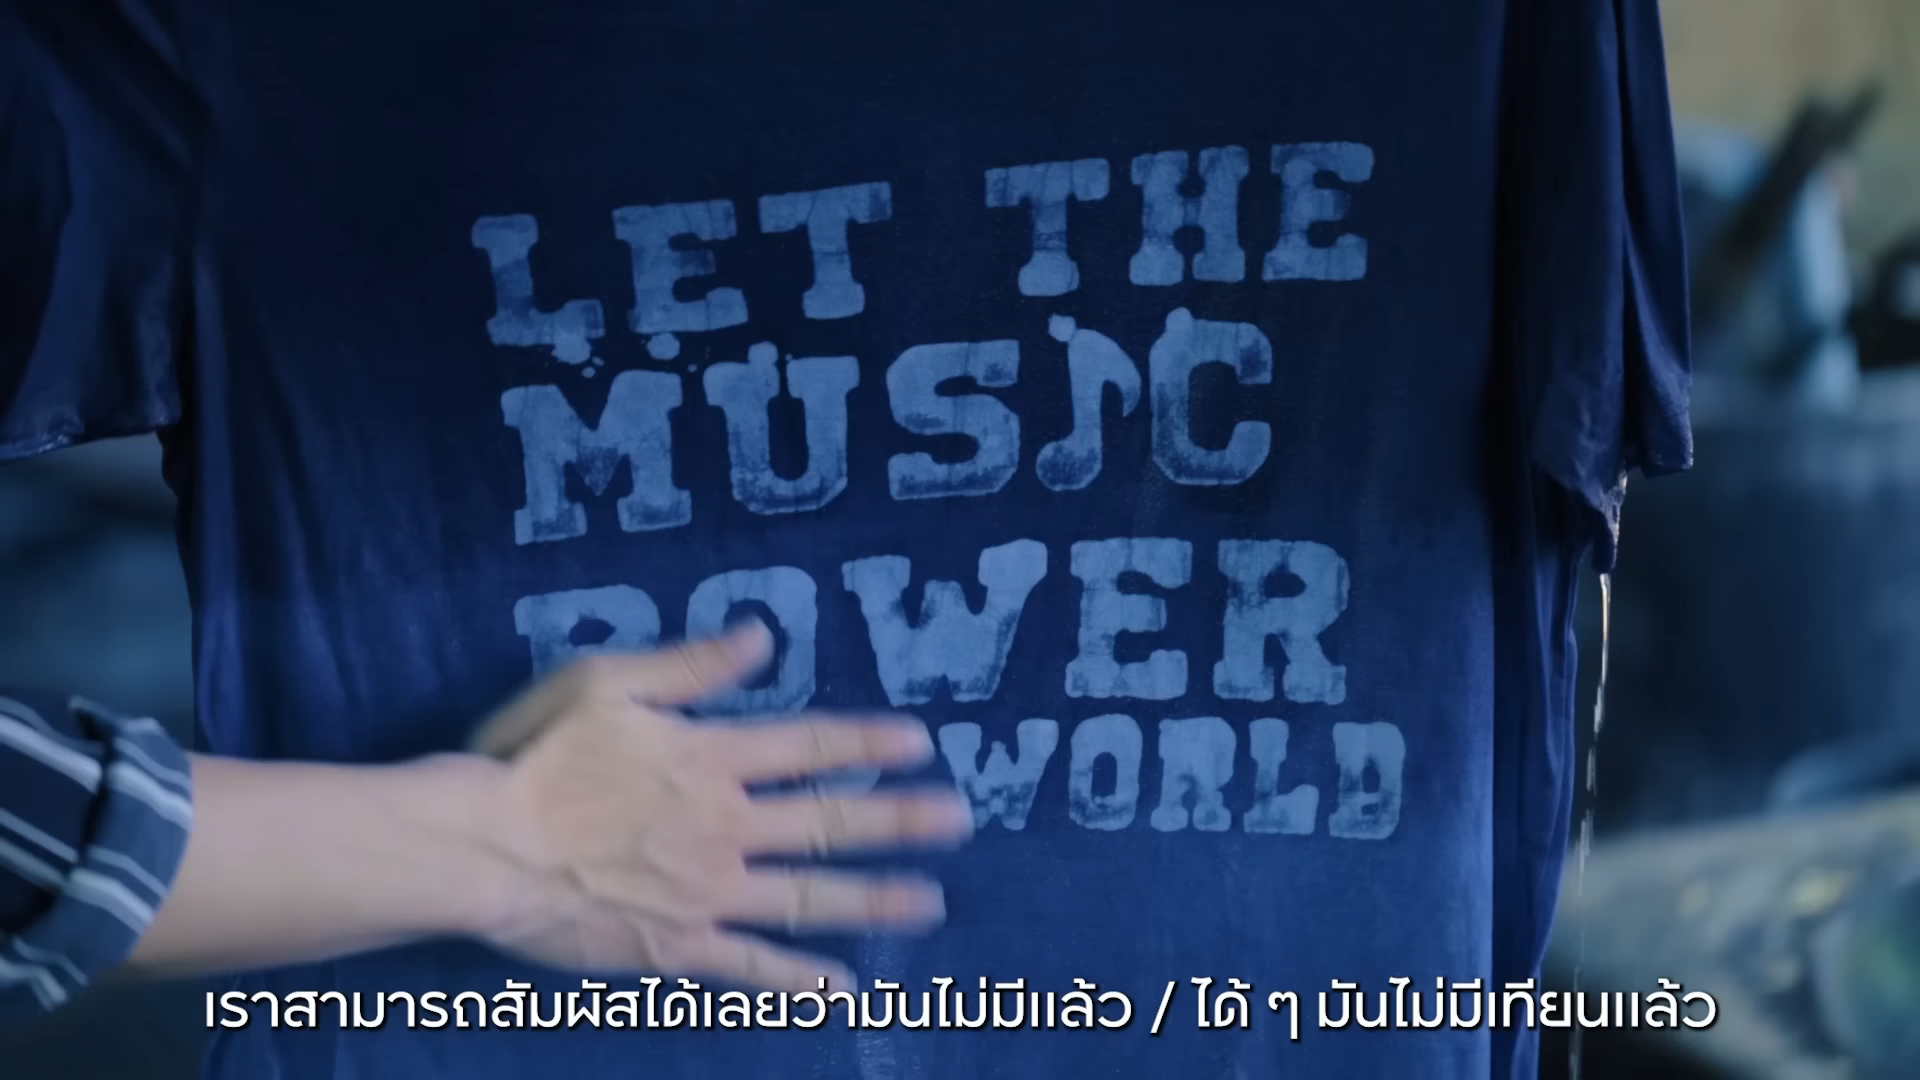 LET THE
MUSIC
POWER
WORLD
เราสามารถสัมผัสได้เลยว่ามันไม่มีแล้ว / ได้ ๆ มันไม่มีเทียนแล้ว